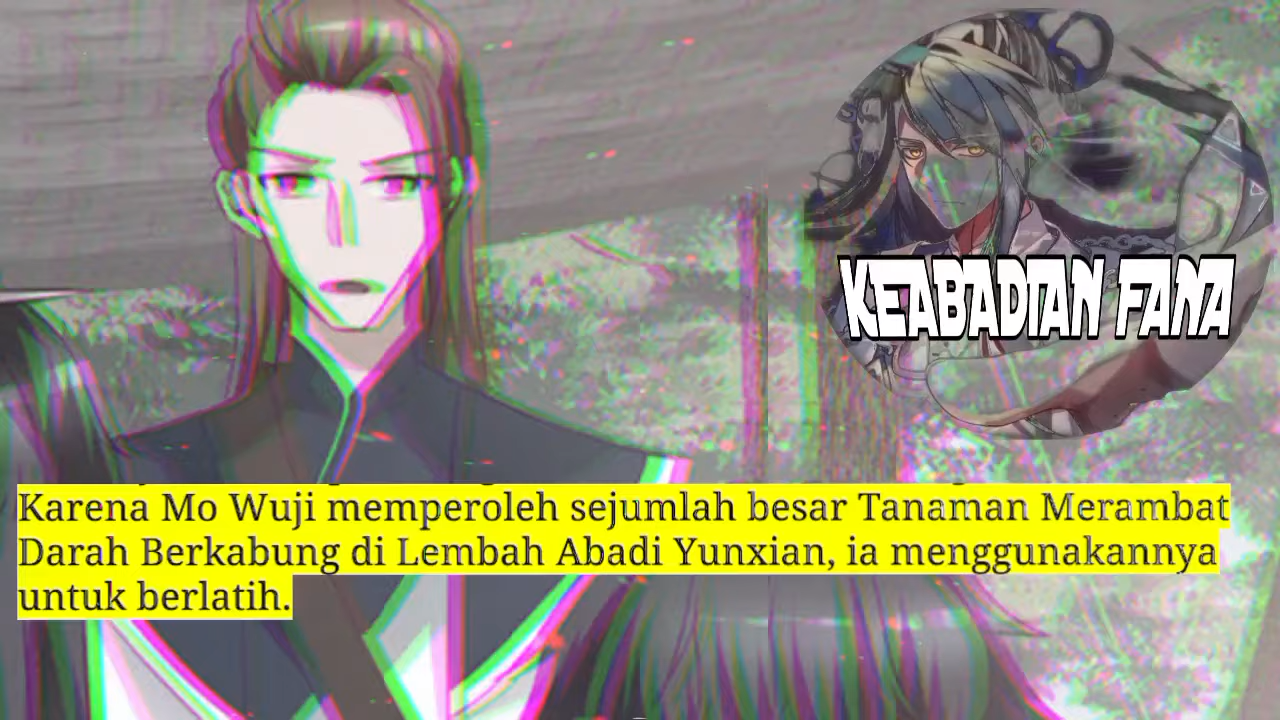 KEABADIAN FANA
Karena Mo Wuji memperoleh sejumlah besar Tanaman Merambat
Darah Berkabung di Lembah Abadi Yunxian, ia menggunakannya
untuk berlatih.